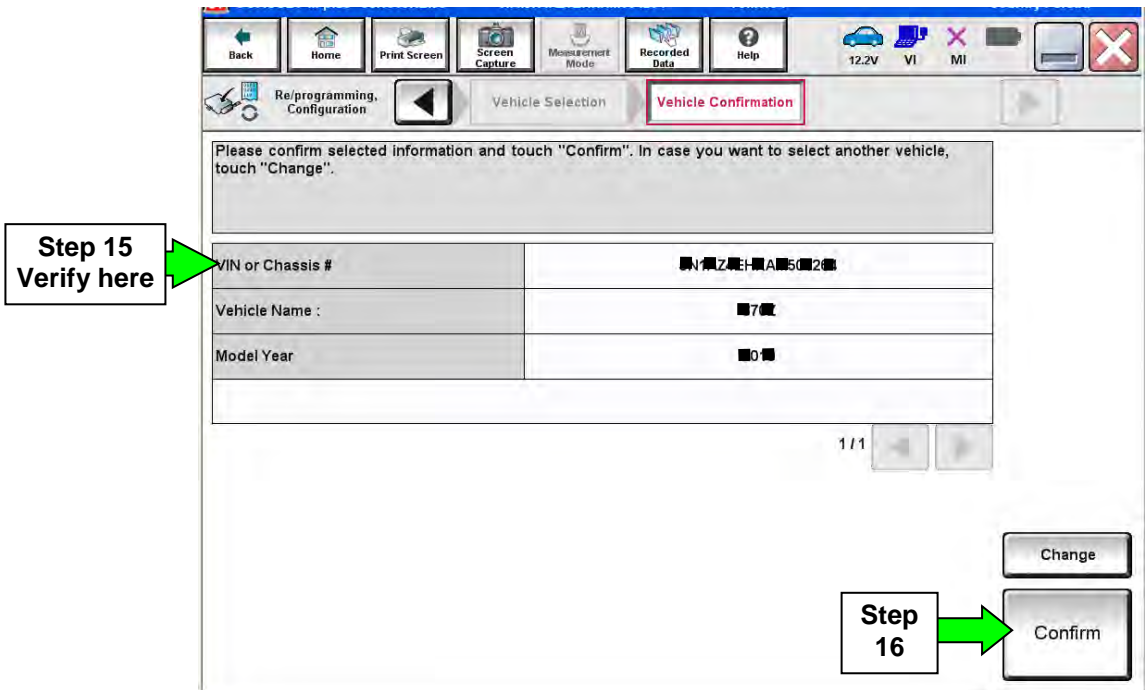 Back
Home
Print Screen
Screen Capture
Measurement Mode
Recorded Data
Help
12.2V
VI
MI
Re/programming, Configuration
Vehicle Selection
Vehicle Confirmation
Please confirm selected information and touch "Confirm". In case you want to select another vehicle,
touch "Change".
Step 15
Verify here
VIN or Chassis #
Vehicle Name :
Model Year
1/1
Change
Step
16
Confirm